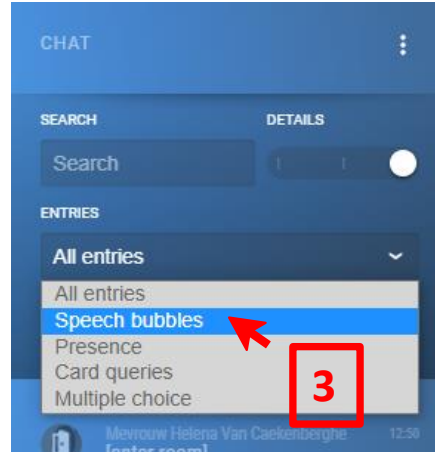 CHAT
SEARCH DETAILS
Search
ENTRIES
All entries
All entries
Speech bubbles
Presence
Card queries
Multiple choice
3
Mevrouw Helena Van Caekenberghe 12:50
[enter room]